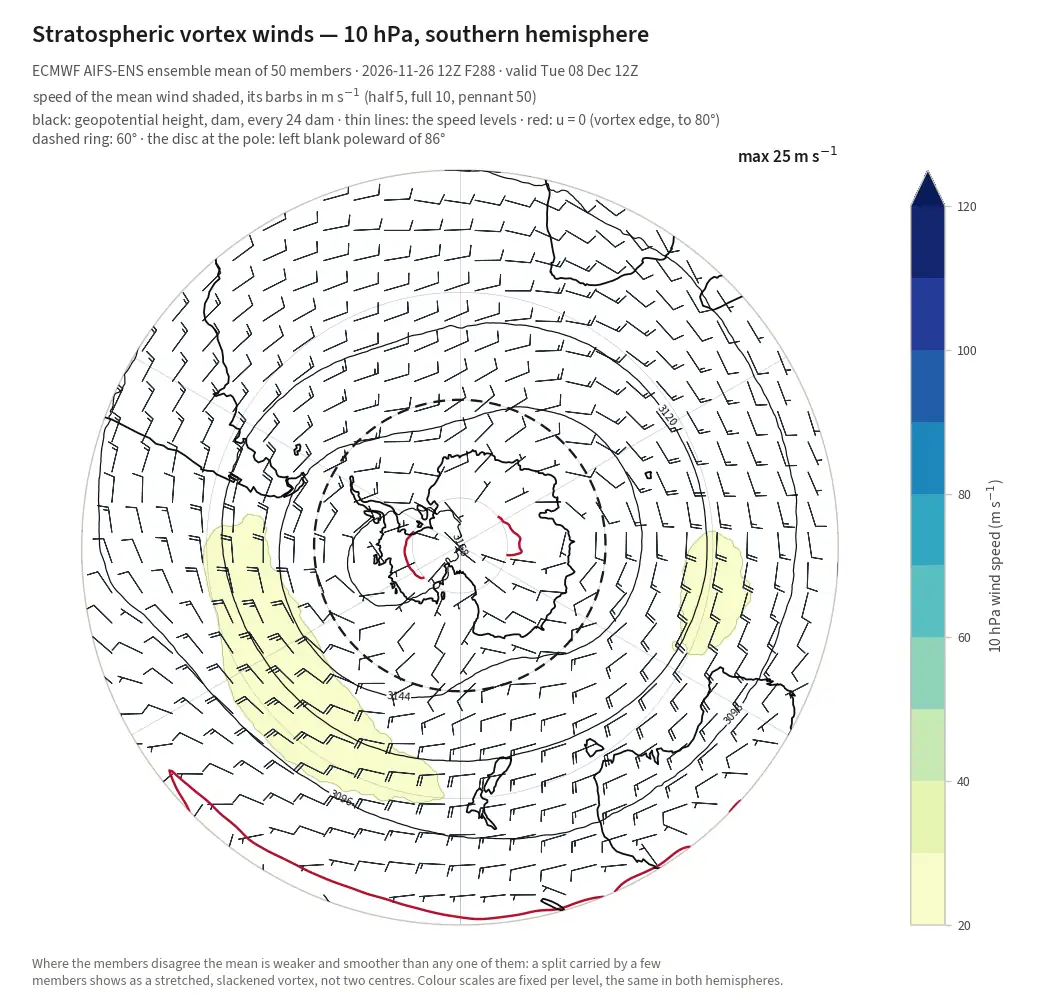 Stratospheric vortex winds — 10 hPa, southern hemisphere
ECMWF AIFS-ENS ensemble mean of 50 members · 2026-11-26 12Z F288 · valid Tue 08 Dec 12Z
speed of the mean wind shaded, its barbs in m s⁻¹ (half 5, full 10, pennant 50)
black: geopotential height, dam, every 24 dam · thin lines: the speed levels · red: u = 0 (vortex edge, to 80°)
dashed ring: 60° · the disc at the pole: left blank poleward of 86°
max 25 m s⁻¹
120
100
80
60
40
20
10 hPa wind speed (m s⁻¹)
3120
3144
3096
Where the members disagree the mean is weaker and smoother than any one of them: a split carried by a few
members shows as a stretched, slackened vortex, not two centres. Colour scales are fixed per level, the same in both hemispheres.